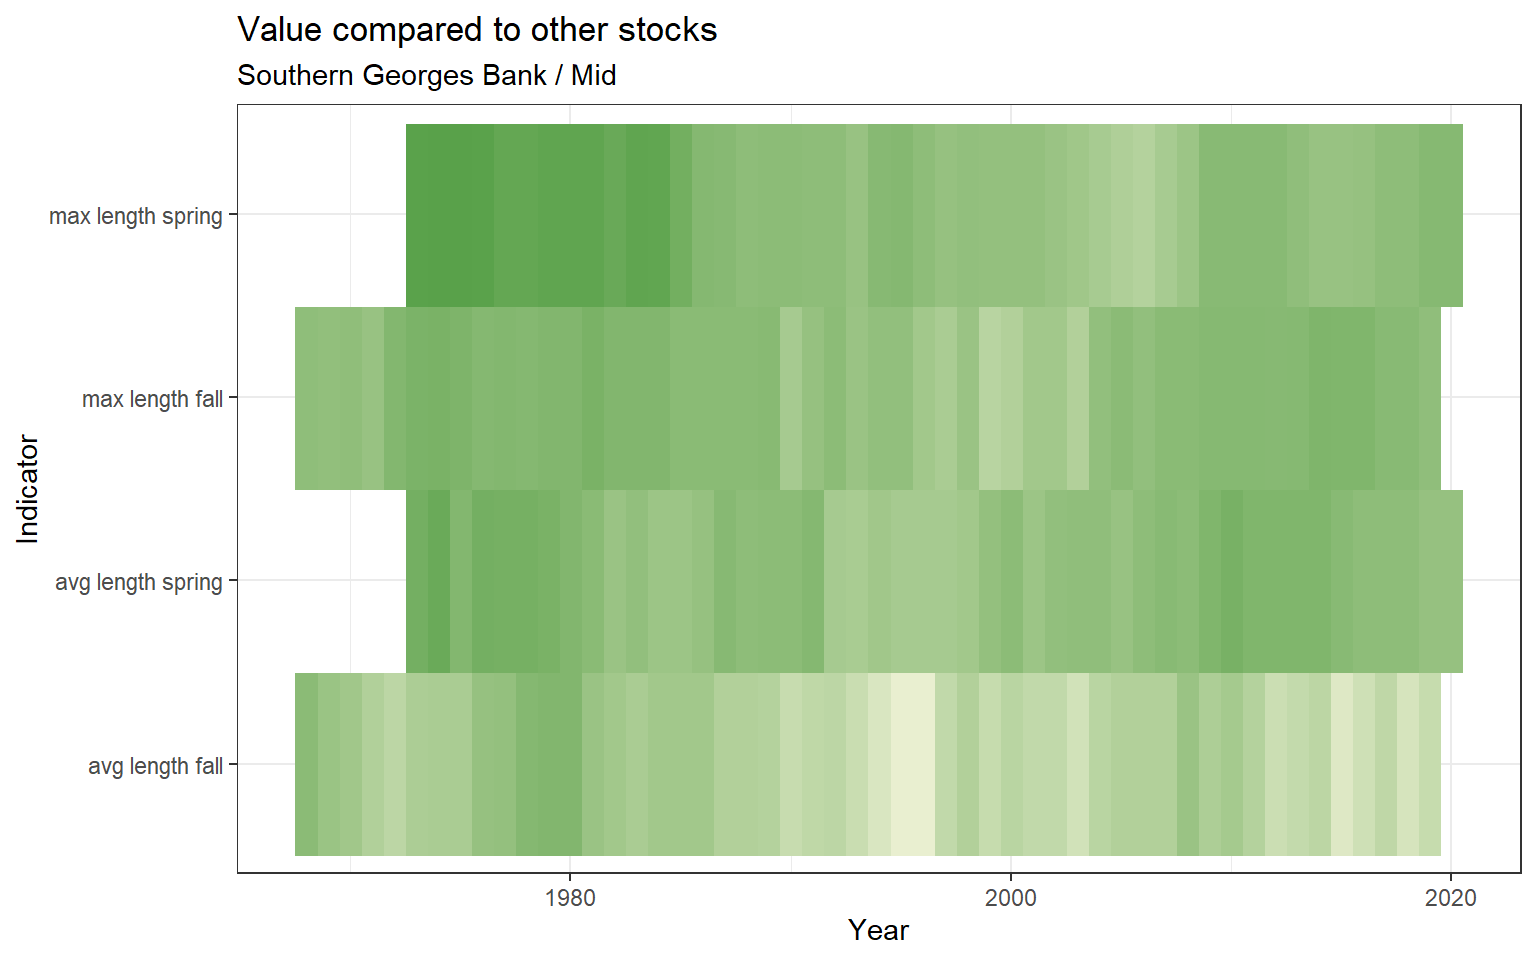 Value compared to other stocks
Southern Georges Bank / Mid
Indicator
max length spring
max length fall
avg length spring
avg length fall
1980
2000
2020
Year